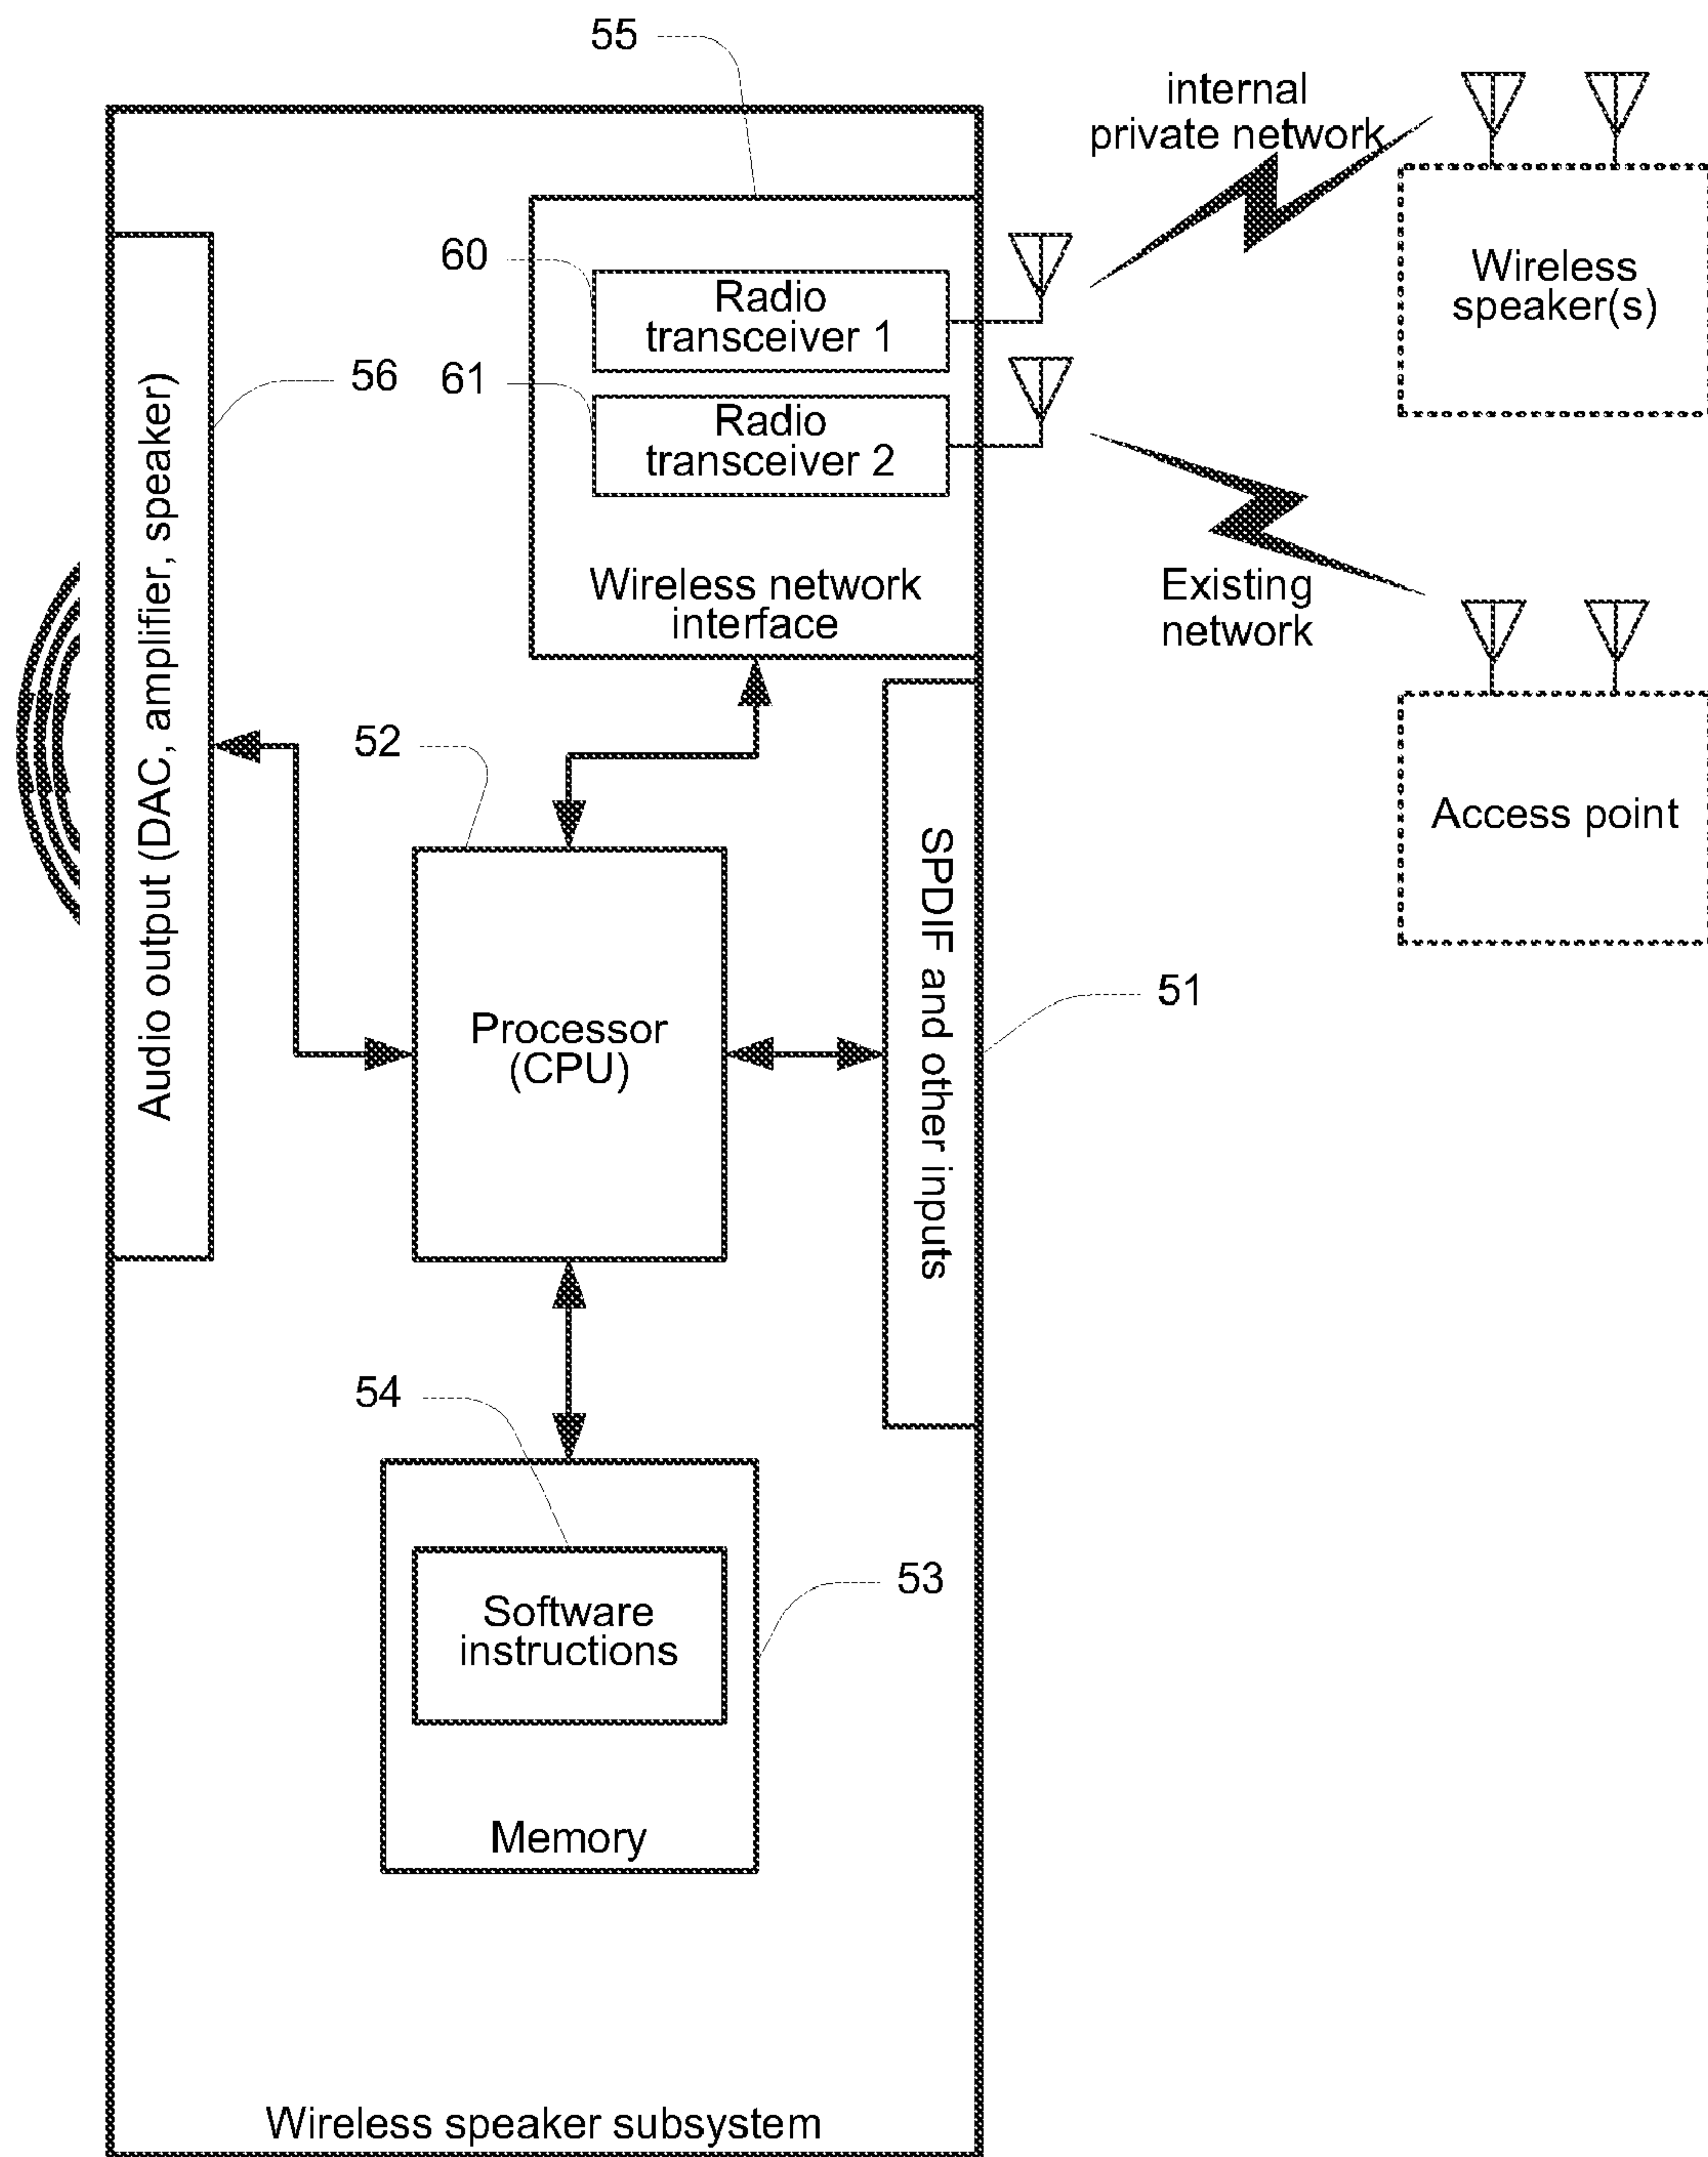 55
internal
private network
60
Radio
transceiver 1
Wireless
speaker(s)
56
61
Radio
transceiver 2
Audio output (DAC, amplifier, speaker)
Wireless network
interface
Existing
network
52
Access point
SPDIF and other inputs
51
Processor
(CPU)
54
53
Software
instructions
Memory
Wireless speaker subsystem